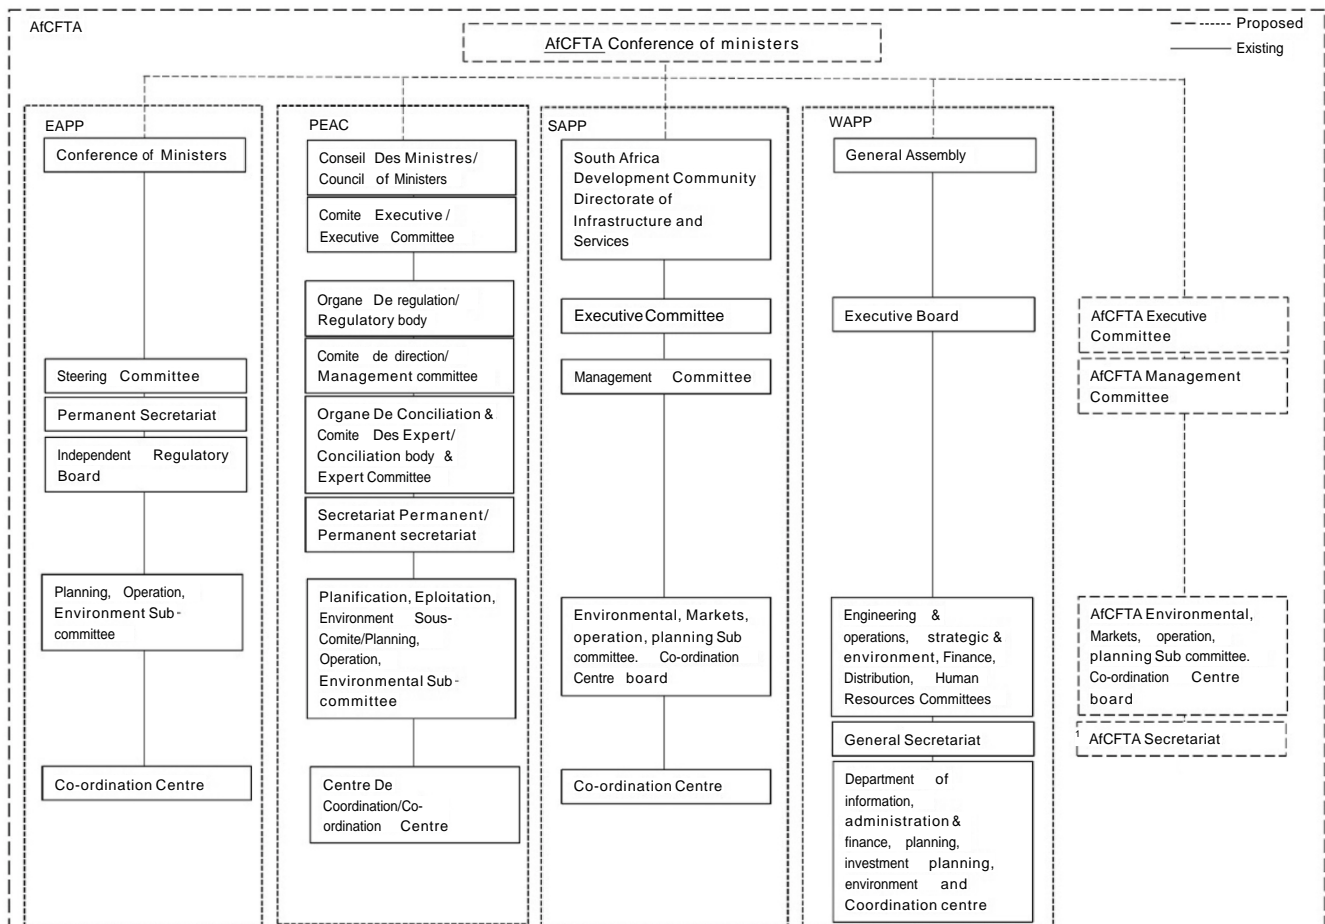 AfCFTA
AfCFTA Conference of ministers
Proposed
Existing
EAPP
Conference of Ministers
Steering Committee
Permanent Secretariat
Independent Regulatory
Board
Planning, Operation,
Environment Sub-
committee
Co-ordination Centre
PEAC
Conseil Des Ministres/
Council of Ministers
Comite Executive /
Executive Committee
Organe De regulation/
Regulatory body
Comite de direction/
Management committee
Organe De Conciliation &
Comite Des Expert/
Conciliation body &
Expert Committee
Secretariat Permanent/
Permanent secretariat
Planification, Eploitation,
Environment Sous-
Comite/Planning,
Operation,
Environmental Sub-
committee
Centre De
Coordination/Co-
ordination Centre
SAPP
South Africa
Development Community
Directorate of
Infrastructure and
Services
Executive Committee
Management Committee
Environmental, Markets,
operation, planning Sub
committee. Co-ordination
Centre board
Co-ordination Centre
WAPP
General Assembly
Executive Board
Engineering &
operations, strategic &
environment, Finance,
Distribution, Human
Resources Committees
General Secretariat
Department of
information,
administration &
finance, planning,
investment planning,
environment and
Coordination centre
AfCFTA Executive
Committee
AfCFTA Management
Committee
AfCFTA Environmental,
Markets, operation,
planning Sub committee.
Co-ordination Centre
board
AfCFTA Secretariat